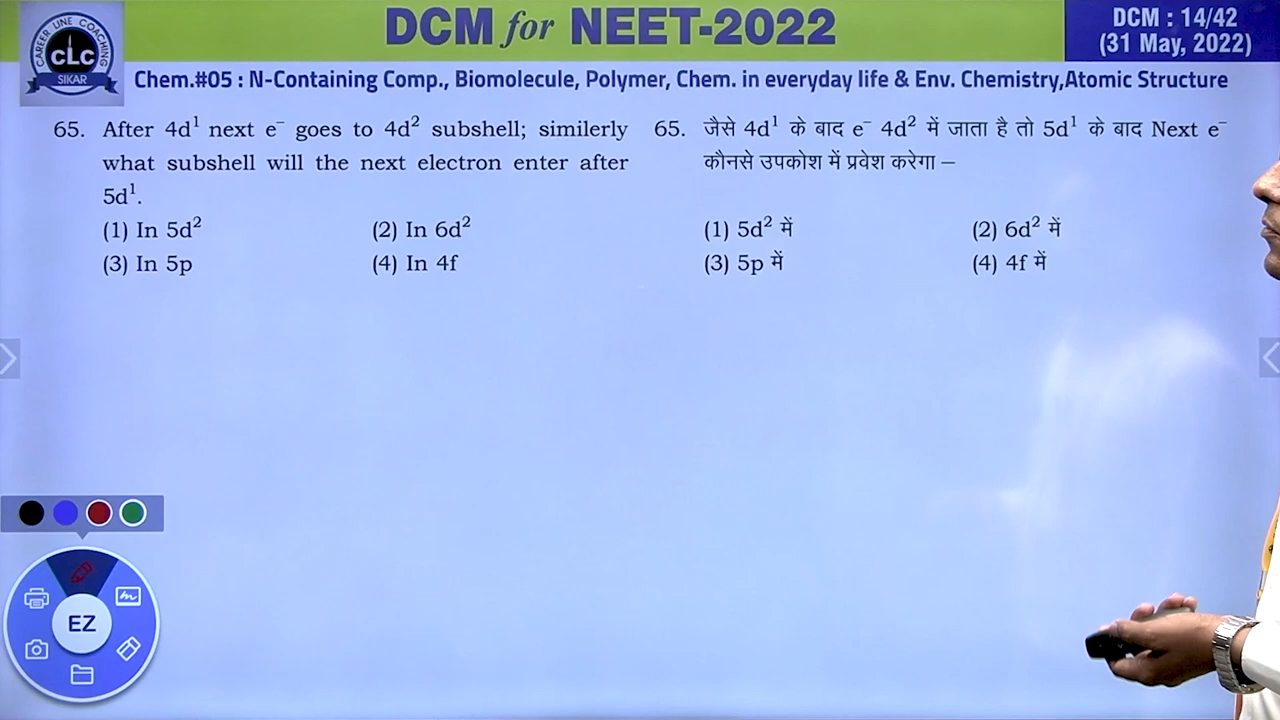 DCM for NEET-2022
DCM : 14/42
(31 May, 2022)
CAREER LINE COACHING
CLC
SIKAR
Chem.#05 : N-Containing Comp., Biomolecule, Polymer, Chem. in everyday life & Env. Chemistry,Atomic Structure
65. After 4d¹ next e⁻ goes to 4d² subshell; similerly
what subshell will the next electron enter after
5d¹.
(1) In 5d² (2) In 6d²
(3) In 5p (4) In 4f
65. जैसे 4d¹ के बाद e⁻ 4d² में जाता है तो 5d¹ के बाद Next e⁻
कौनसे उपकोश में प्रवेश करेगा –
(1) 5d² में (2) 6d² में
(3) 5p में (4) 4f में
EZ